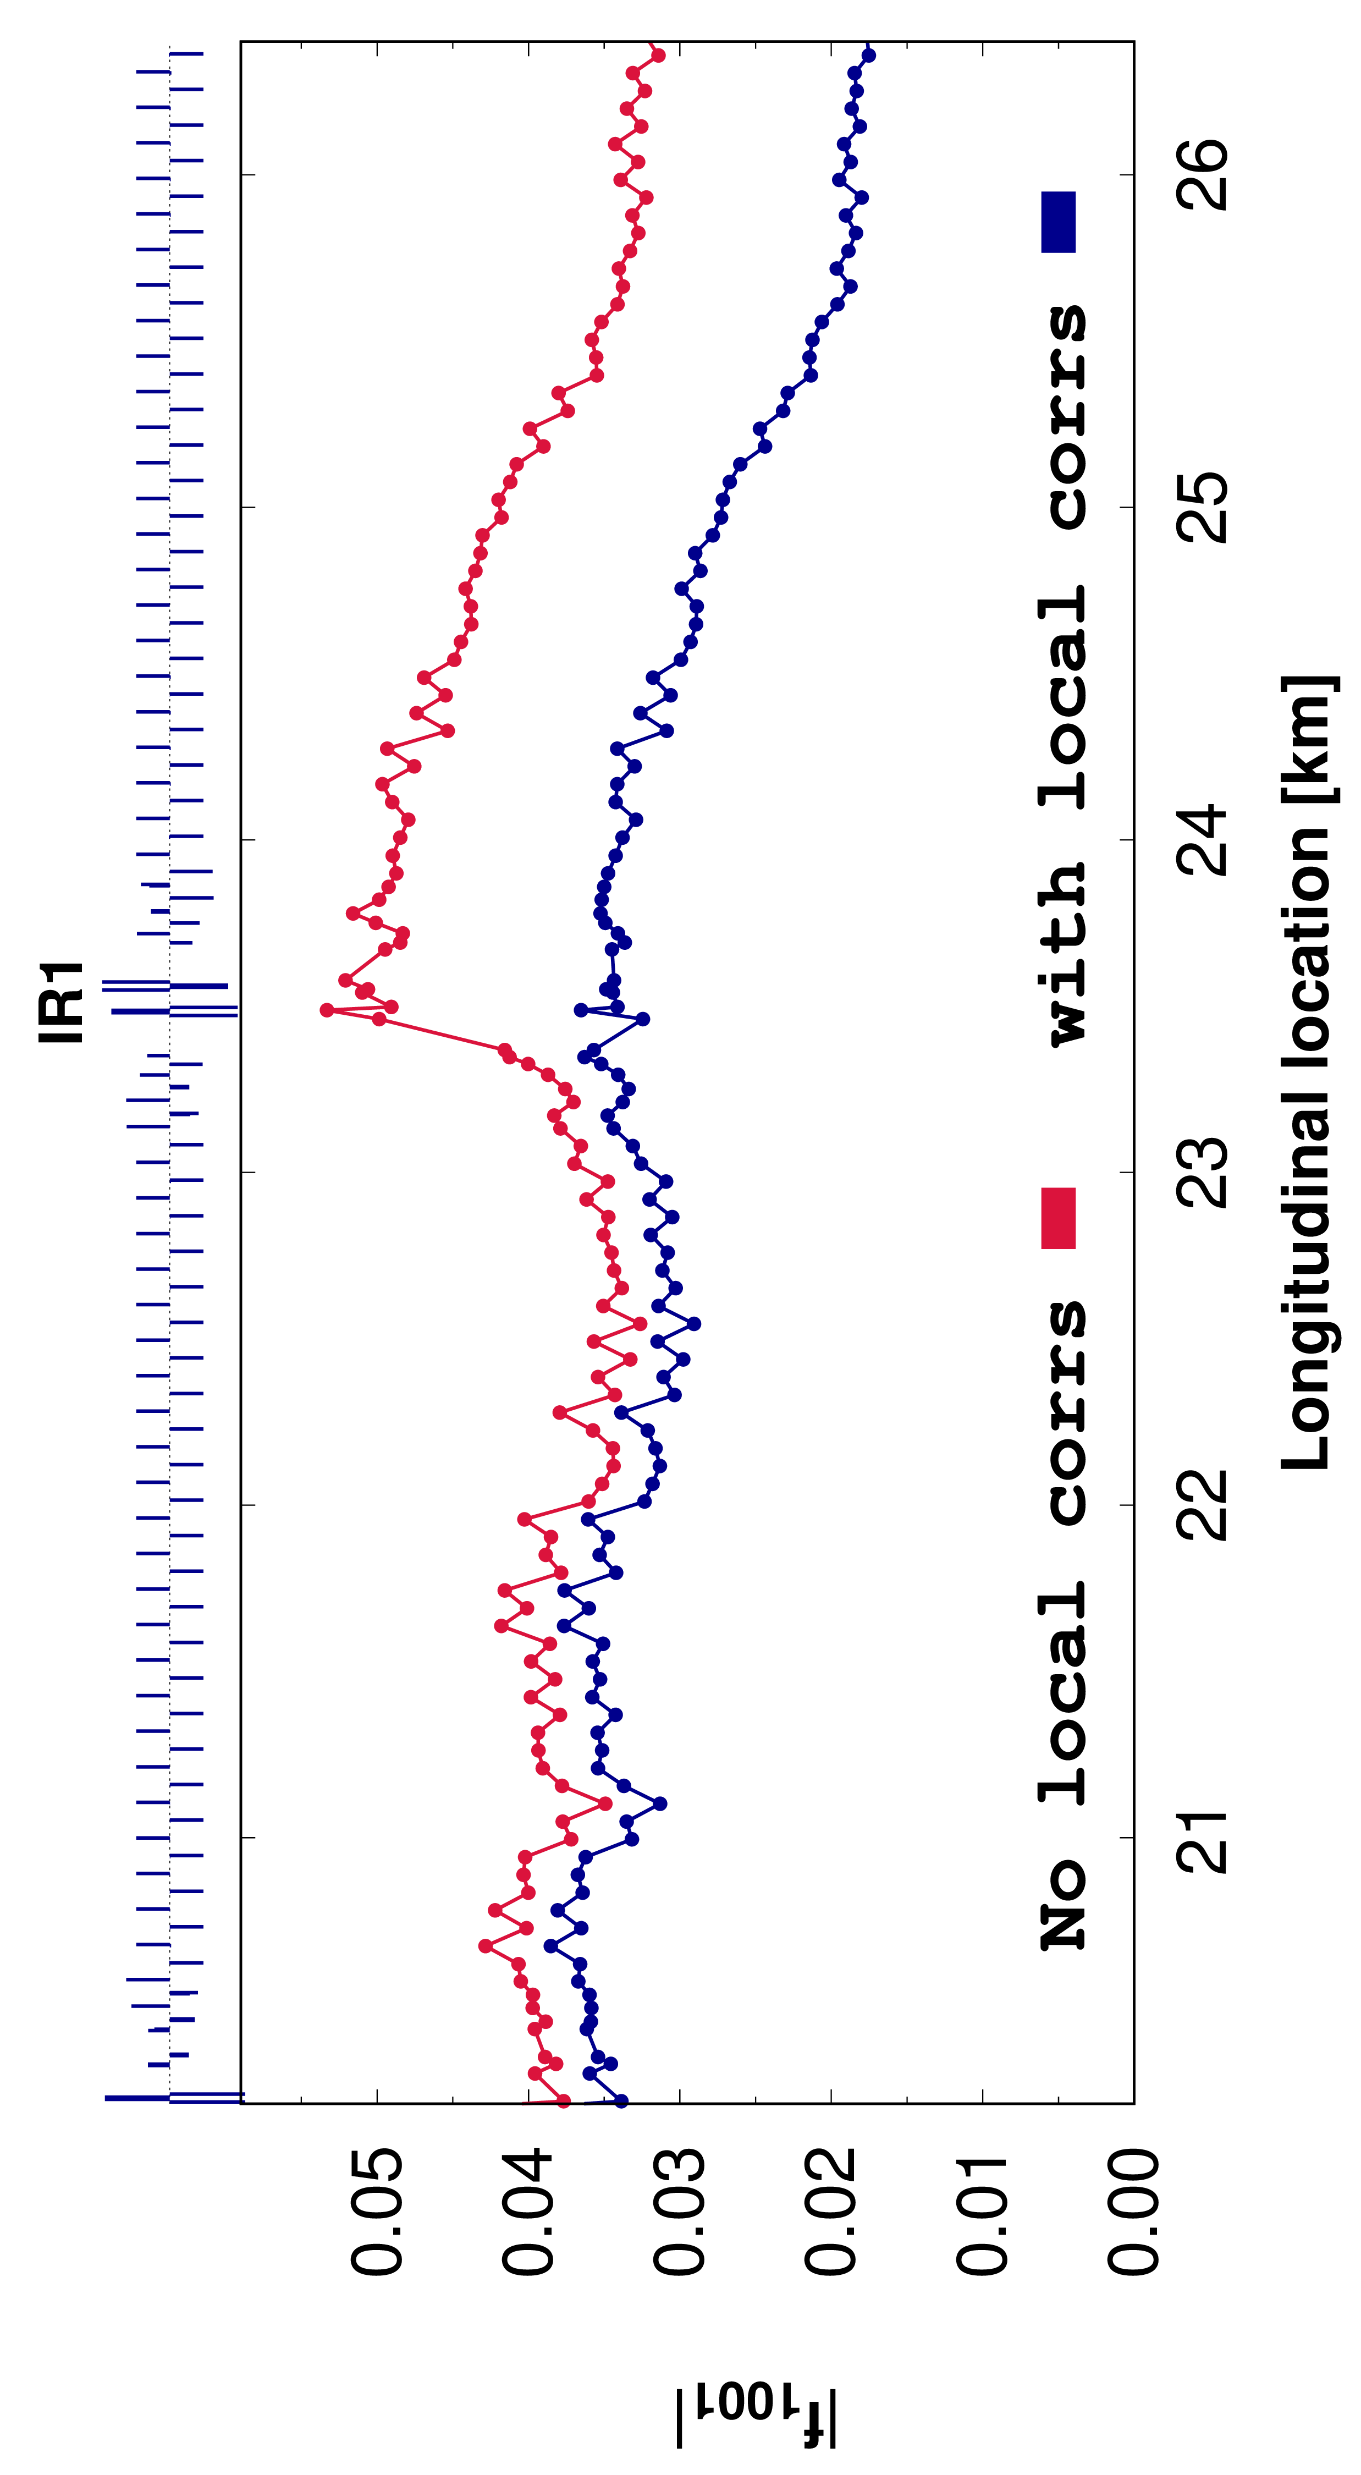 IR1
|f1001|
0.05
0.04
0.03
0.02
0.01
0.00
No local corrs
with local corrs
21
22
23
24
25
26
Longitudinal location [km]